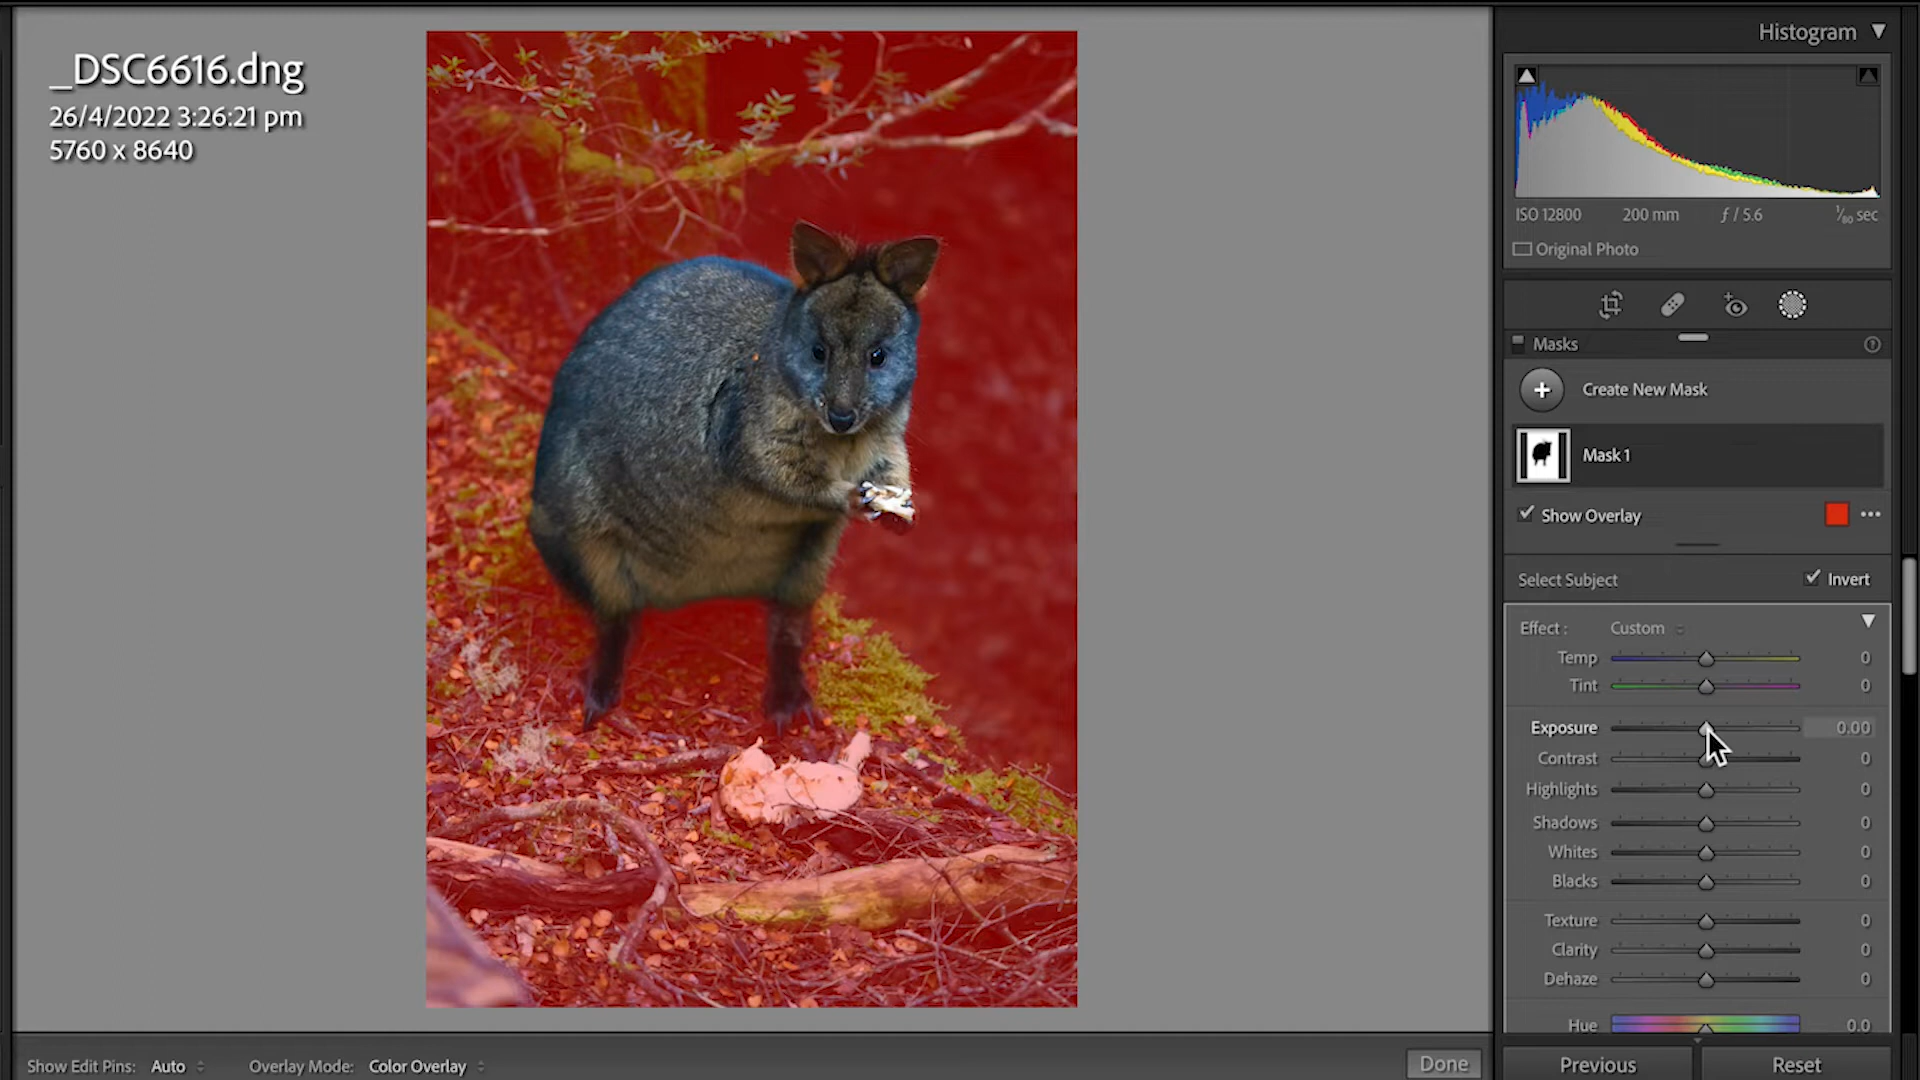 _DSC6616.dng
26/4/2022 3:26:21 pm
5760 x 8640
Histogram
ISO 12800 200 mm ƒ / 5.6 1/80 sec
Original Photo
Masks
Create New Mask
Mask 1
Show Overlay
Select Subject Invert
Effect : Custom
Temp 0
Tint 0
Exposure 0.00
Contrast 0
Highlights 0
Shadows 0
Whites 0
Blacks 0
Texture 0
Clarity 0
Dehaze 0
Hue 0.0
Show Edit Pins: Auto Overlay Mode: Color Overlay Done Previous Reset